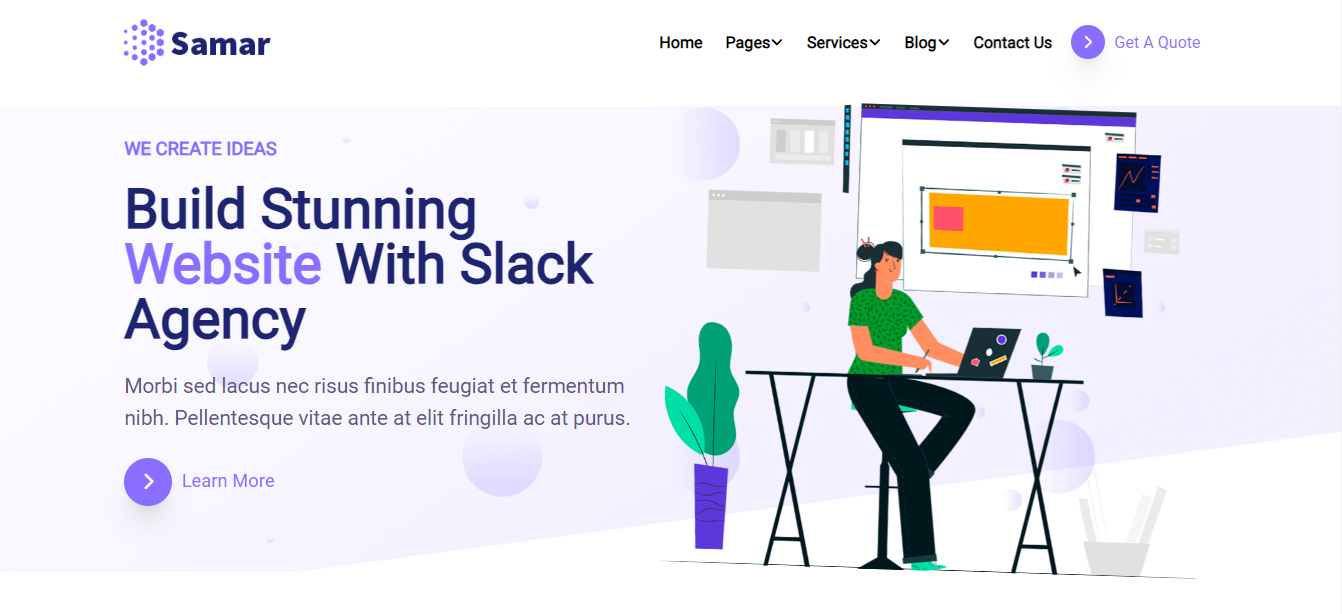 Samar
Home Pages Services Blog Contact Us Get A Quote
WE CREATE IDEAS
Build Stunning
Website With Slack
Agency
Morbi sed lacus nec risus finibus feugiat et fermentum
nibh. Pellentesque vitae ante at elit fringilla ac at purus.
Learn More